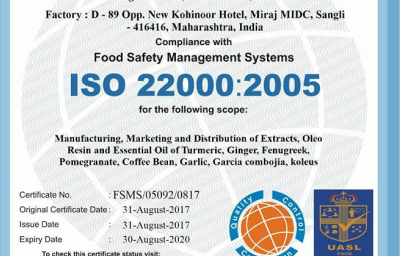 Factory : D - 89 Opp. New Kohinoor Hotel, Miraj MIDC, Sangli
- 416416, Maharashtra, India
Compliance with
Food Safety Management Systems
ISO 22000:2005
for the following scope:
Manufacturing, Marketing and Distribution of Extracts, Oleo
Resin and Essential Oil of Turmeric, Ginger, Fenugreek,
Pomegranate, Coffee Bean, Garlic, Garcia combojia, koleus
Certificate No. : FSMS/05092/0817
Original Certificate Date : 31-August-2017
Issue Date : 31-August-2017
Expiry Date : 30-August-2020
To check this certificate status visit:
Quality Control
UASL
FOOD